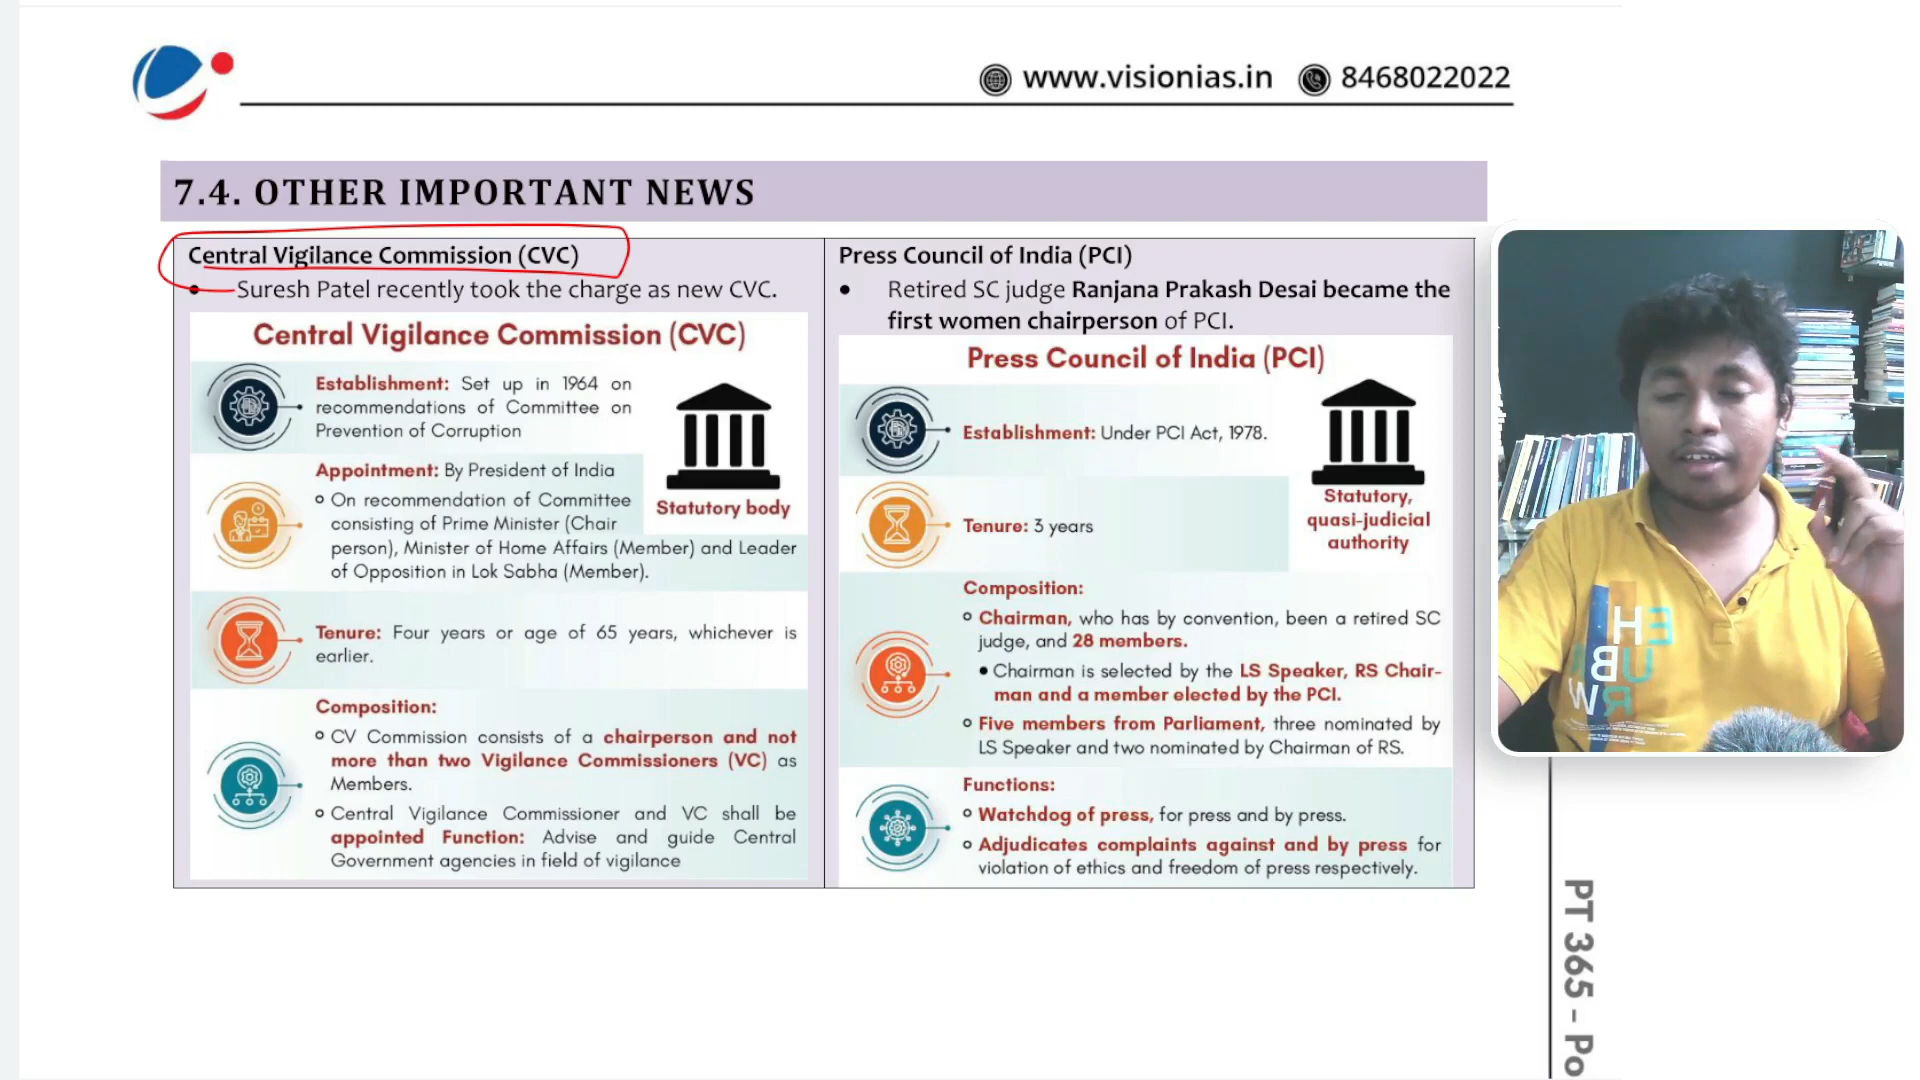 www.visionias.in 8468022022
7.4. OTHER IMPORTANT NEWS
Central Vigilance Commission (CVC)
• Suresh Patel recently took the charge as new CVC.
Central Vigilance Commission (CVC)
Establishment: Set up in 1964 on
recommendations of Committee on
Prevention of Corruption
Appointment: By President of India
On recommendation of Committee
consisting of Prime Minister (Chair
person), Minister of Home Affairs (Member) and Leader
of Opposition in Lok Sabha (Member).
Statutory body
Tenure: Four years or age of 65 years, whichever is
earlier.
Composition:
CV Commission consists of a chairperson and not
more than two Vigilance Commissioners (VC) as
Members.
Central Vigilance Commissioner and VC shall be
appointed Function: Advise and guide Central
Government agencies in field of vigilance
Press Council of India (PCI)
• Retired SC judge Ranjana Prakash Desai became the
first women chairperson of PCI.
Press Council of India (PCI)
Establishment: Under PCI Act, 1978.
Statutory,
quasi-judicial
authority
Tenure: 3 years
Composition:
Chairman, who has by convention, been a retired SC
judge, and 28 members.
• Chairman is selected by the LS Speaker, RS Chair-
man and a member elected by the PCI.
Five members from Parliament, three nominated by
LS Speaker and two nominated by Chairman of RS.
Functions:
Watchdog of press, for press and by press.
Adjudicates complaints against and by press for
violation of ethics and freedom of press respectively.
PT 365 - Po